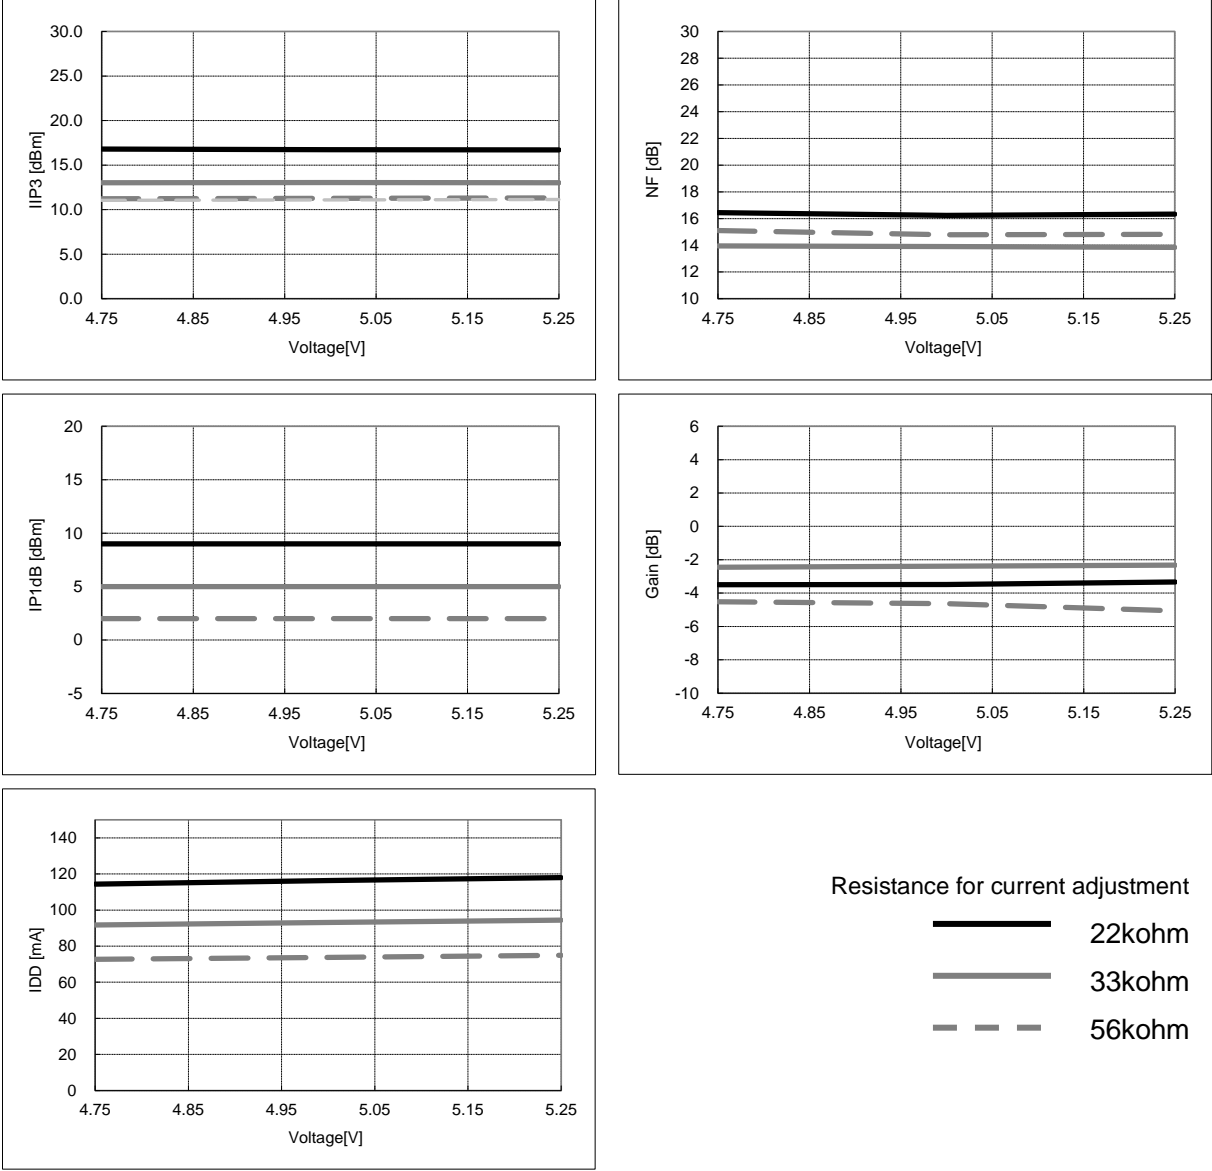 30.0
25.0
20.0
15.0
10.0
5.0
0.0
IIP3 [dBm]
4.75 4.85 4.95 5.05 5.15 5.25
Voltage[V]
30
28
26
24
22
20
18
16
14
12
10
NF [dB]
4.75 4.85 4.95 5.05 5.15 5.25
Voltage[V]
20
15
10
5
0
-5
IP1dB [dBm]
4.75 4.85 4.95 5.05 5.15 5.25
Voltage[V]
6
4
2
0
-2
-4
-6
-8
-10
Gain [dB]
4.75 4.85 4.95 5.05 5.15 5.25
Voltage[V]
140
120
100
80
60
40
20
0
IDD [mA]
4.75 4.85 4.95 5.05 5.15 5.25
Voltage[V]
Resistance for current adjustment
22kohm
33kohm
56kohm